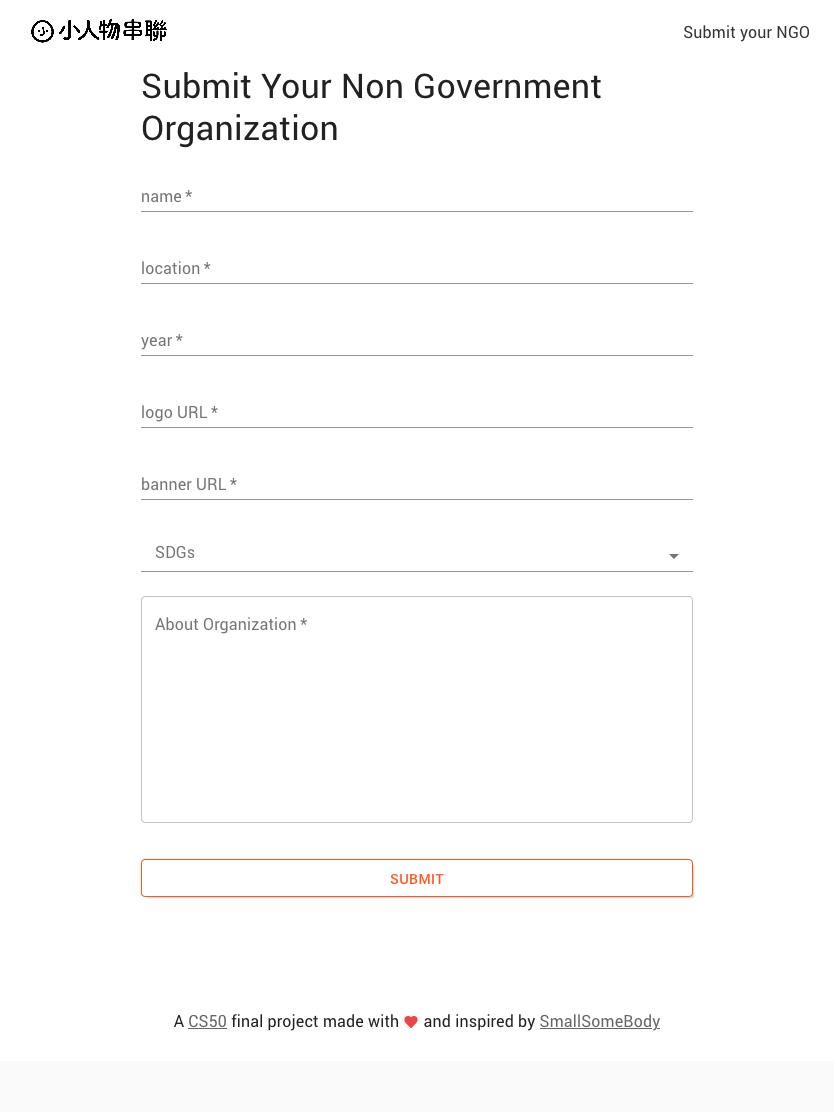 小人物串聯
Submit your NGO
Submit Your Non Government
Organization
name *
location *
year *
logo URL *
banner URL *
SDGs
About Organization *
SUBMIT
A CS50 final project made with ❤ and inspired by SmallSomeBody